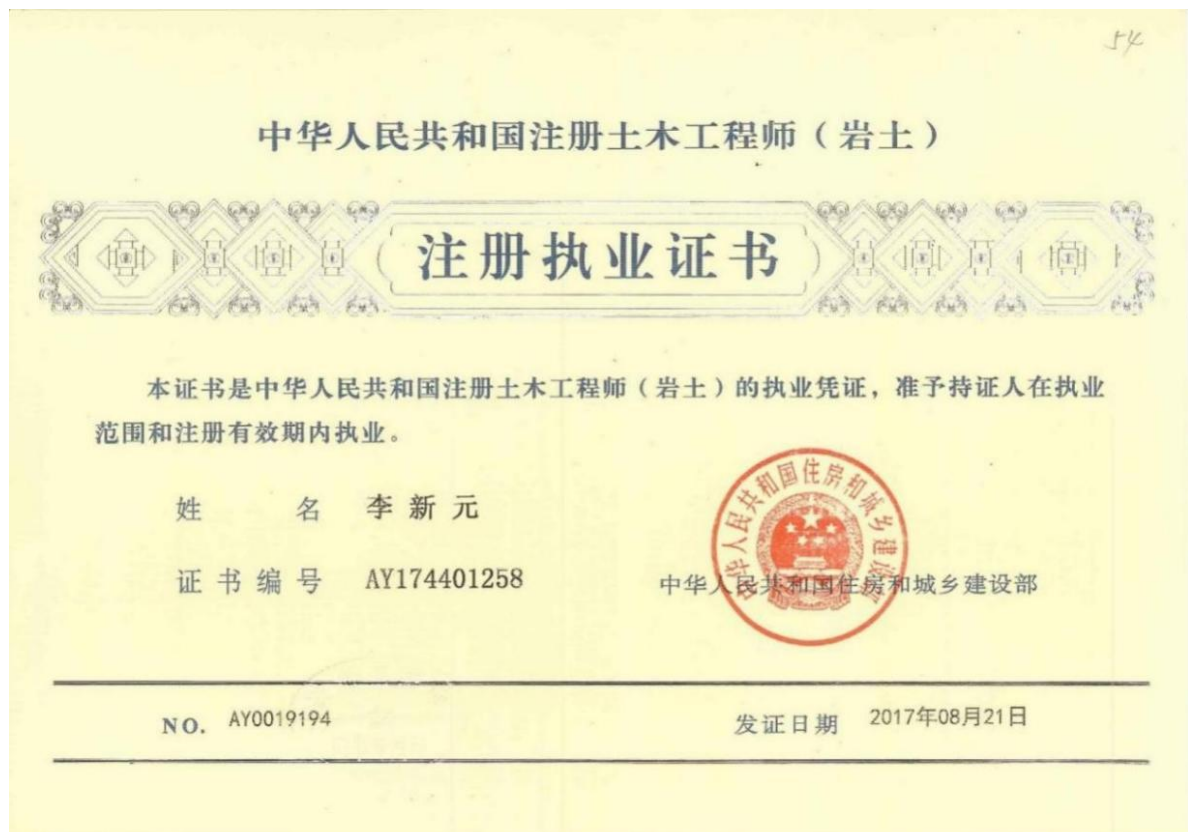 54
中华人民共和国注册土木工程师（岩土）
注册执业证书
本证书是中华人民共和国注册土木工程师（岩土）的执业凭证，准予持证人在执业
范围和注册有效期内执业。
姓 名 李新元
证书编号 AY174401258
中华人民共和国住房和城乡建设部
中华人民共和国住房和城乡建设部
NO. AY0019194
发证日期 2017年08月21日